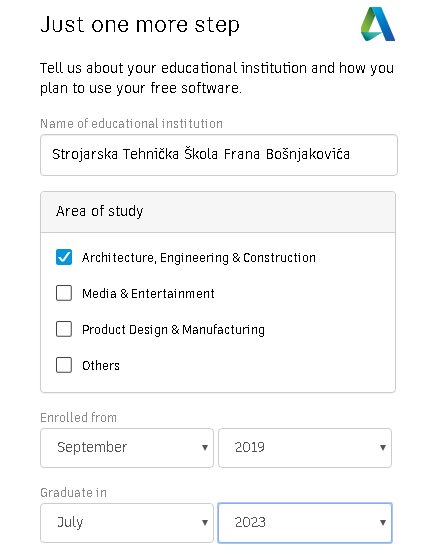 Just one more step
Tell us about your educational institution and how you
plan to use your free software.
Name of educational institution
Strojarska Tehnička Škola Frana Bošnjakovića
Area of study
Architecture, Engineering & Construction
Media & Entertainment
Product Design & Manufacturing
Others
Enrolled from
September 2019
Graduate in
July 2023